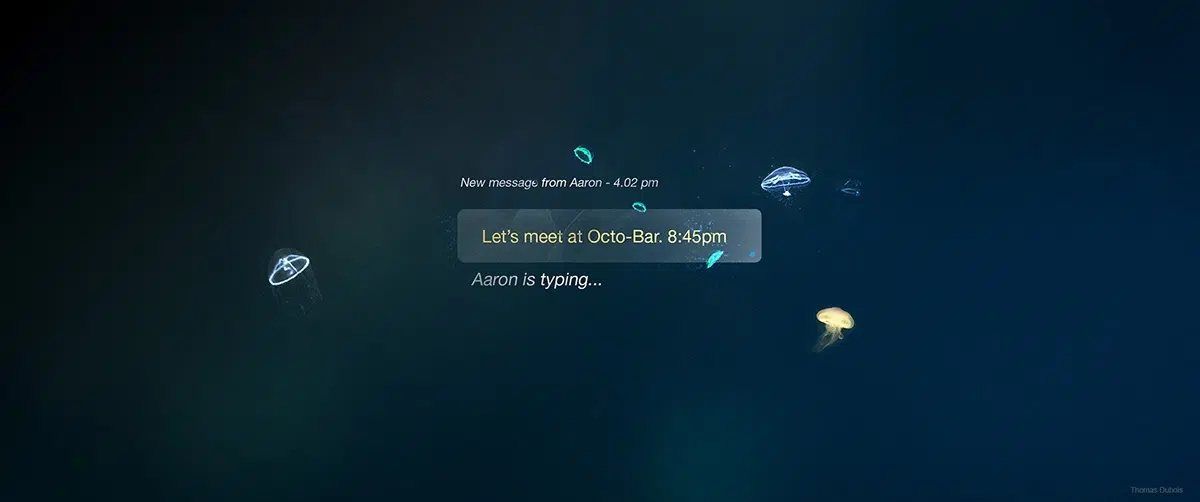 New message from Aaron - 4.02 pm
Let's meet at Octo-Bar. 8:45pm
Aaron is typing...
Thomas Dubois